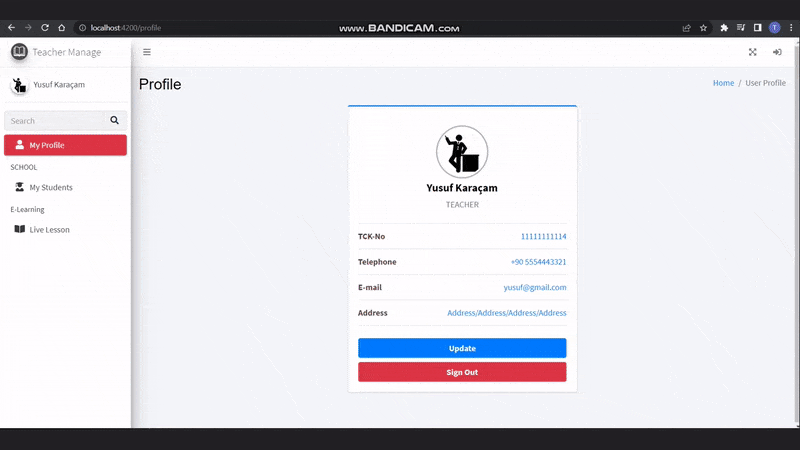 localhost:4200/profile
www.BANDICAM.com
T
Teacher Manage
Yusuf Karaçam
Search
My Profile
SCHOOL
My Students
E-Learning
Live Lesson
Profile
Home / User Profile
Yusuf Karaçam
TEACHER
TCK-No 11111111114
Telephone +90 5554443321
E-mail yusuf@gmail.com
Address Address/Address/Address/Address
Update
Sign Out